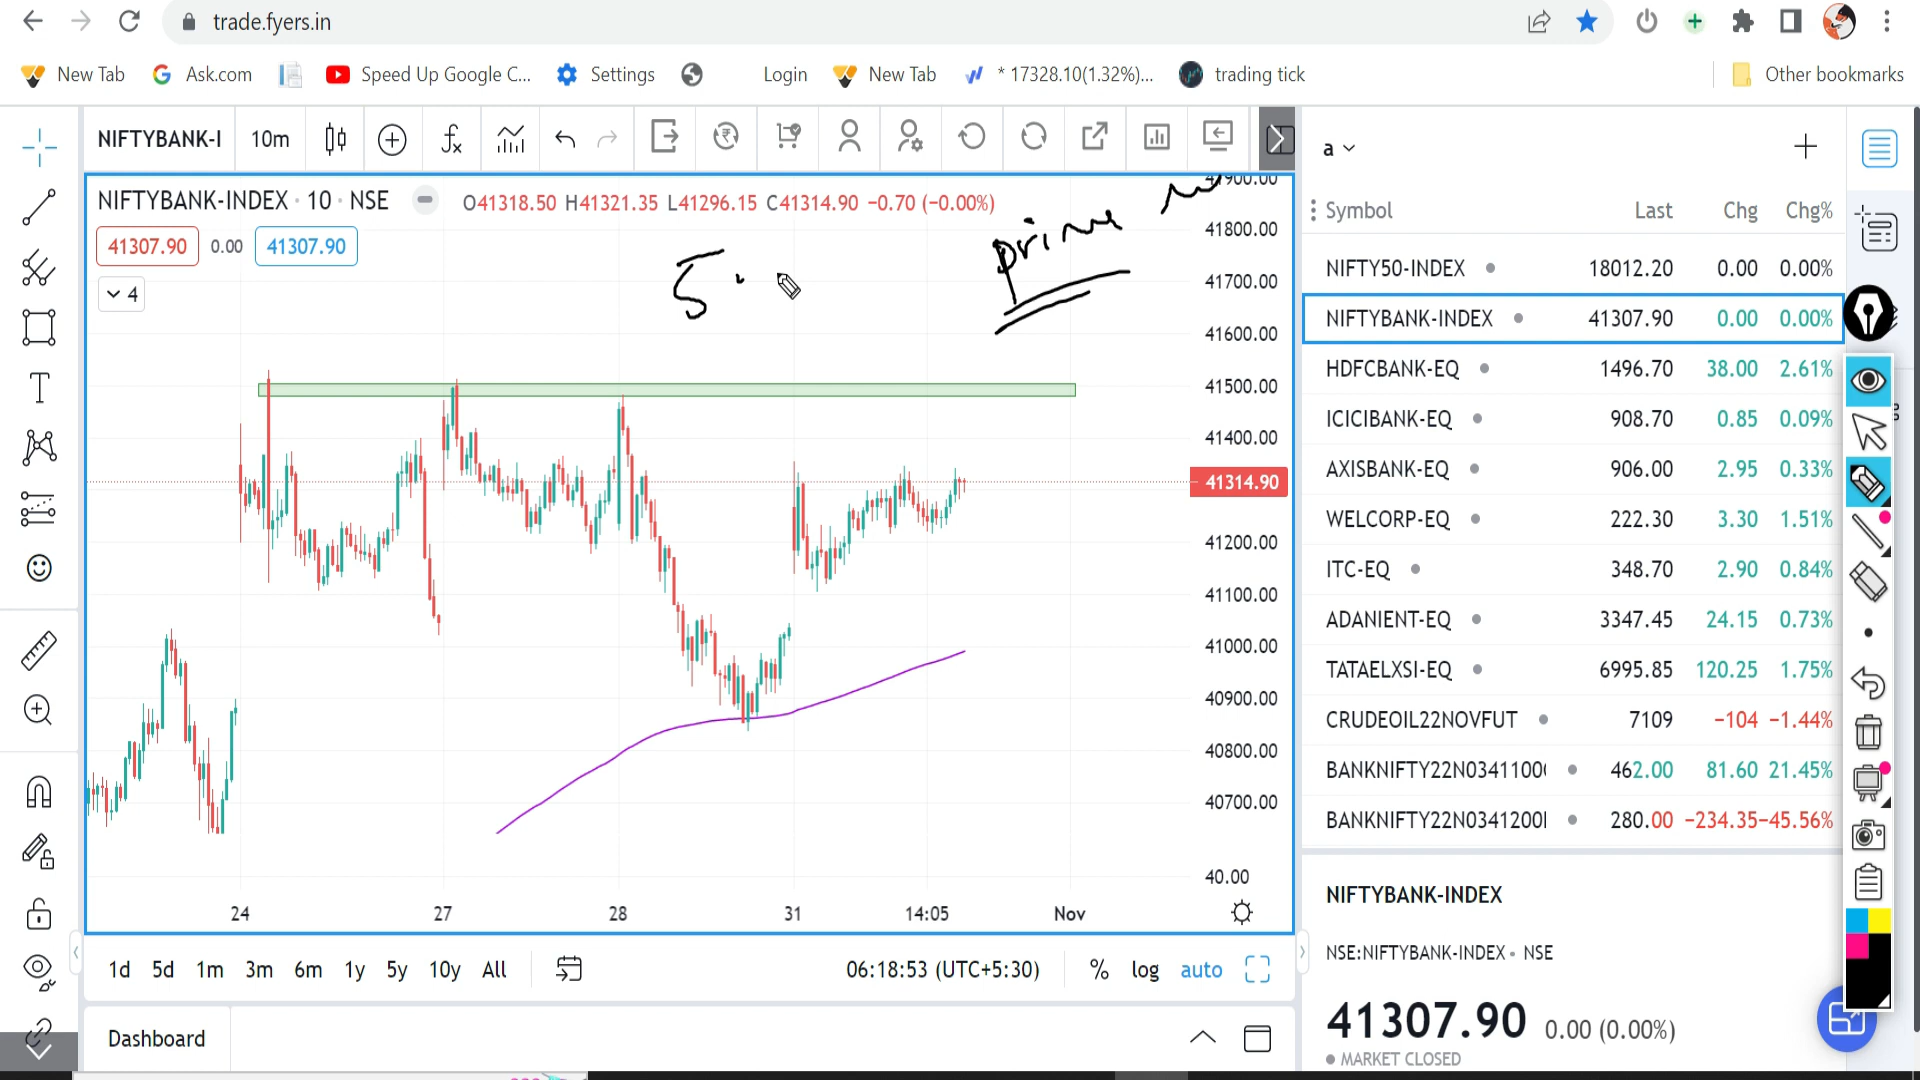 trade.fyers.in
New Tab
Ask.com
Speed Up Google C...
Settings
Login
New Tab
* 17328.10(1.32%)...
trading tick
Other bookmarks
NIFTYBANK-I
10m
NIFTYBANK-INDEX · 10 · NSE
O41318.50 H41321.35 L41296.15 C41314.90 −0.70 (−0.00%)
41307.90
0.00
41307.90
4
5
prime
41900.00
41800.00
41700.00
41600.00
41500.00
41400.00
41314.90
41200.00
41100.00
41000.00
40900.00
40800.00
40700.00
40.00
24
27
28
31
14:05
Nov
1d 5d 1m 3m 6m 1y 5y 10y All
06:18:53 (UTC+5:30)
% log auto
Dashboard
a
Symbol Last Chg Chg%
NIFTY50-INDEX 18012.20 0.00 0.00%
NIFTYBANK-INDEX 41307.90 0.00 0.00%
HDFCBANK-EQ 1496.70 38.00 2.61%
ICICIBANK-EQ 908.70 0.85 0.09%
AXISBANK-EQ 906.00 2.95 0.33%
WELCORP-EQ 222.30 3.30 1.51%
ITC-EQ 348.70 2.90 0.84%
ADANIENT-EQ 3347.45 24.15 0.73%
TATAELXSI-EQ 6995.85 120.25 1.75%
CRUDEOIL22NOVFUT 7109 −104 −1.44%
BANKNIFTY22N0341100 462.00 81.60 21.45%
BANKNIFTY22N0341200 280.00 −234.35 −45.56%
NIFTYBANK-INDEX
NSE:NIFTYBANK-INDEX • NSE
41307.90 0.00 (0.00%)
MARKET CLOSED